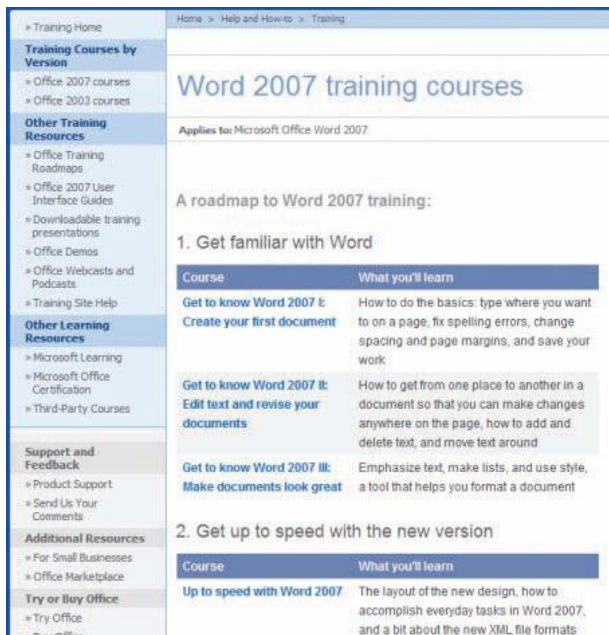 » Training Home
Training Courses by
Version
» Office 2007 courses
» Office 2003 courses
Other Training
Resources
» Office Training
Roadmaps
» Office 2007 User
Interface Guides
» Downloadable training
presentations
» Office Demos
» Office Webcasts and
Podcasts
» Training Site Help
Other Learning
Resources
» Microsoft Learning
» Microsoft Office
Certification
» Third-Party Courses
Support and
Feedback
» Product Support
» Send Us Your
Comments
Additional Resources
» For Small Businesses
» Office Marketplace
Try or Buy Office
» Try Office
Home > Help and How-to > Training
Word 2007 training courses
Applies to: Microsoft Office Word 2007
A roadmap to Word 2007 training:
1. Get familiar with Word
Course What you'll learn
Get to know Word 2007 I:
Create your first document
How to do the basics: type where you want
to on a page, fix spelling errors, change
spacing and page margins, and save your
work
Get to know Word 2007 II:
Edit text and revise your
documents
How to get from one place to another in a
document so that you can make changes
anywhere on the page, how to add and
delete text, and move text around
Get to know Word 2007 III:
Make documents look great
Emphasize text, make lists, and use style,
a tool that helps you format a document
2. Get up to speed with the new version
Course What you'll learn
Up to speed with Word 2007
The layout of the new design, how to
accomplish everyday tasks in Word 2007,
and a bit about the new XML file formats